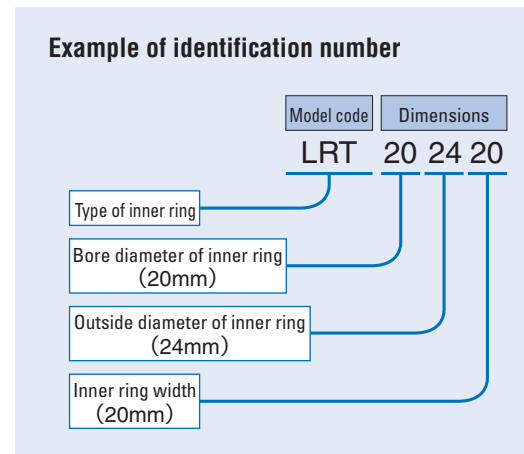 Example of identification number
Model code Dimensions
LRT 20 24 20
Type of inner ring
Bore diameter of inner ring
（20mm）
Outside diameter of inner ring
（24mm）
Inner ring width
（20mm）